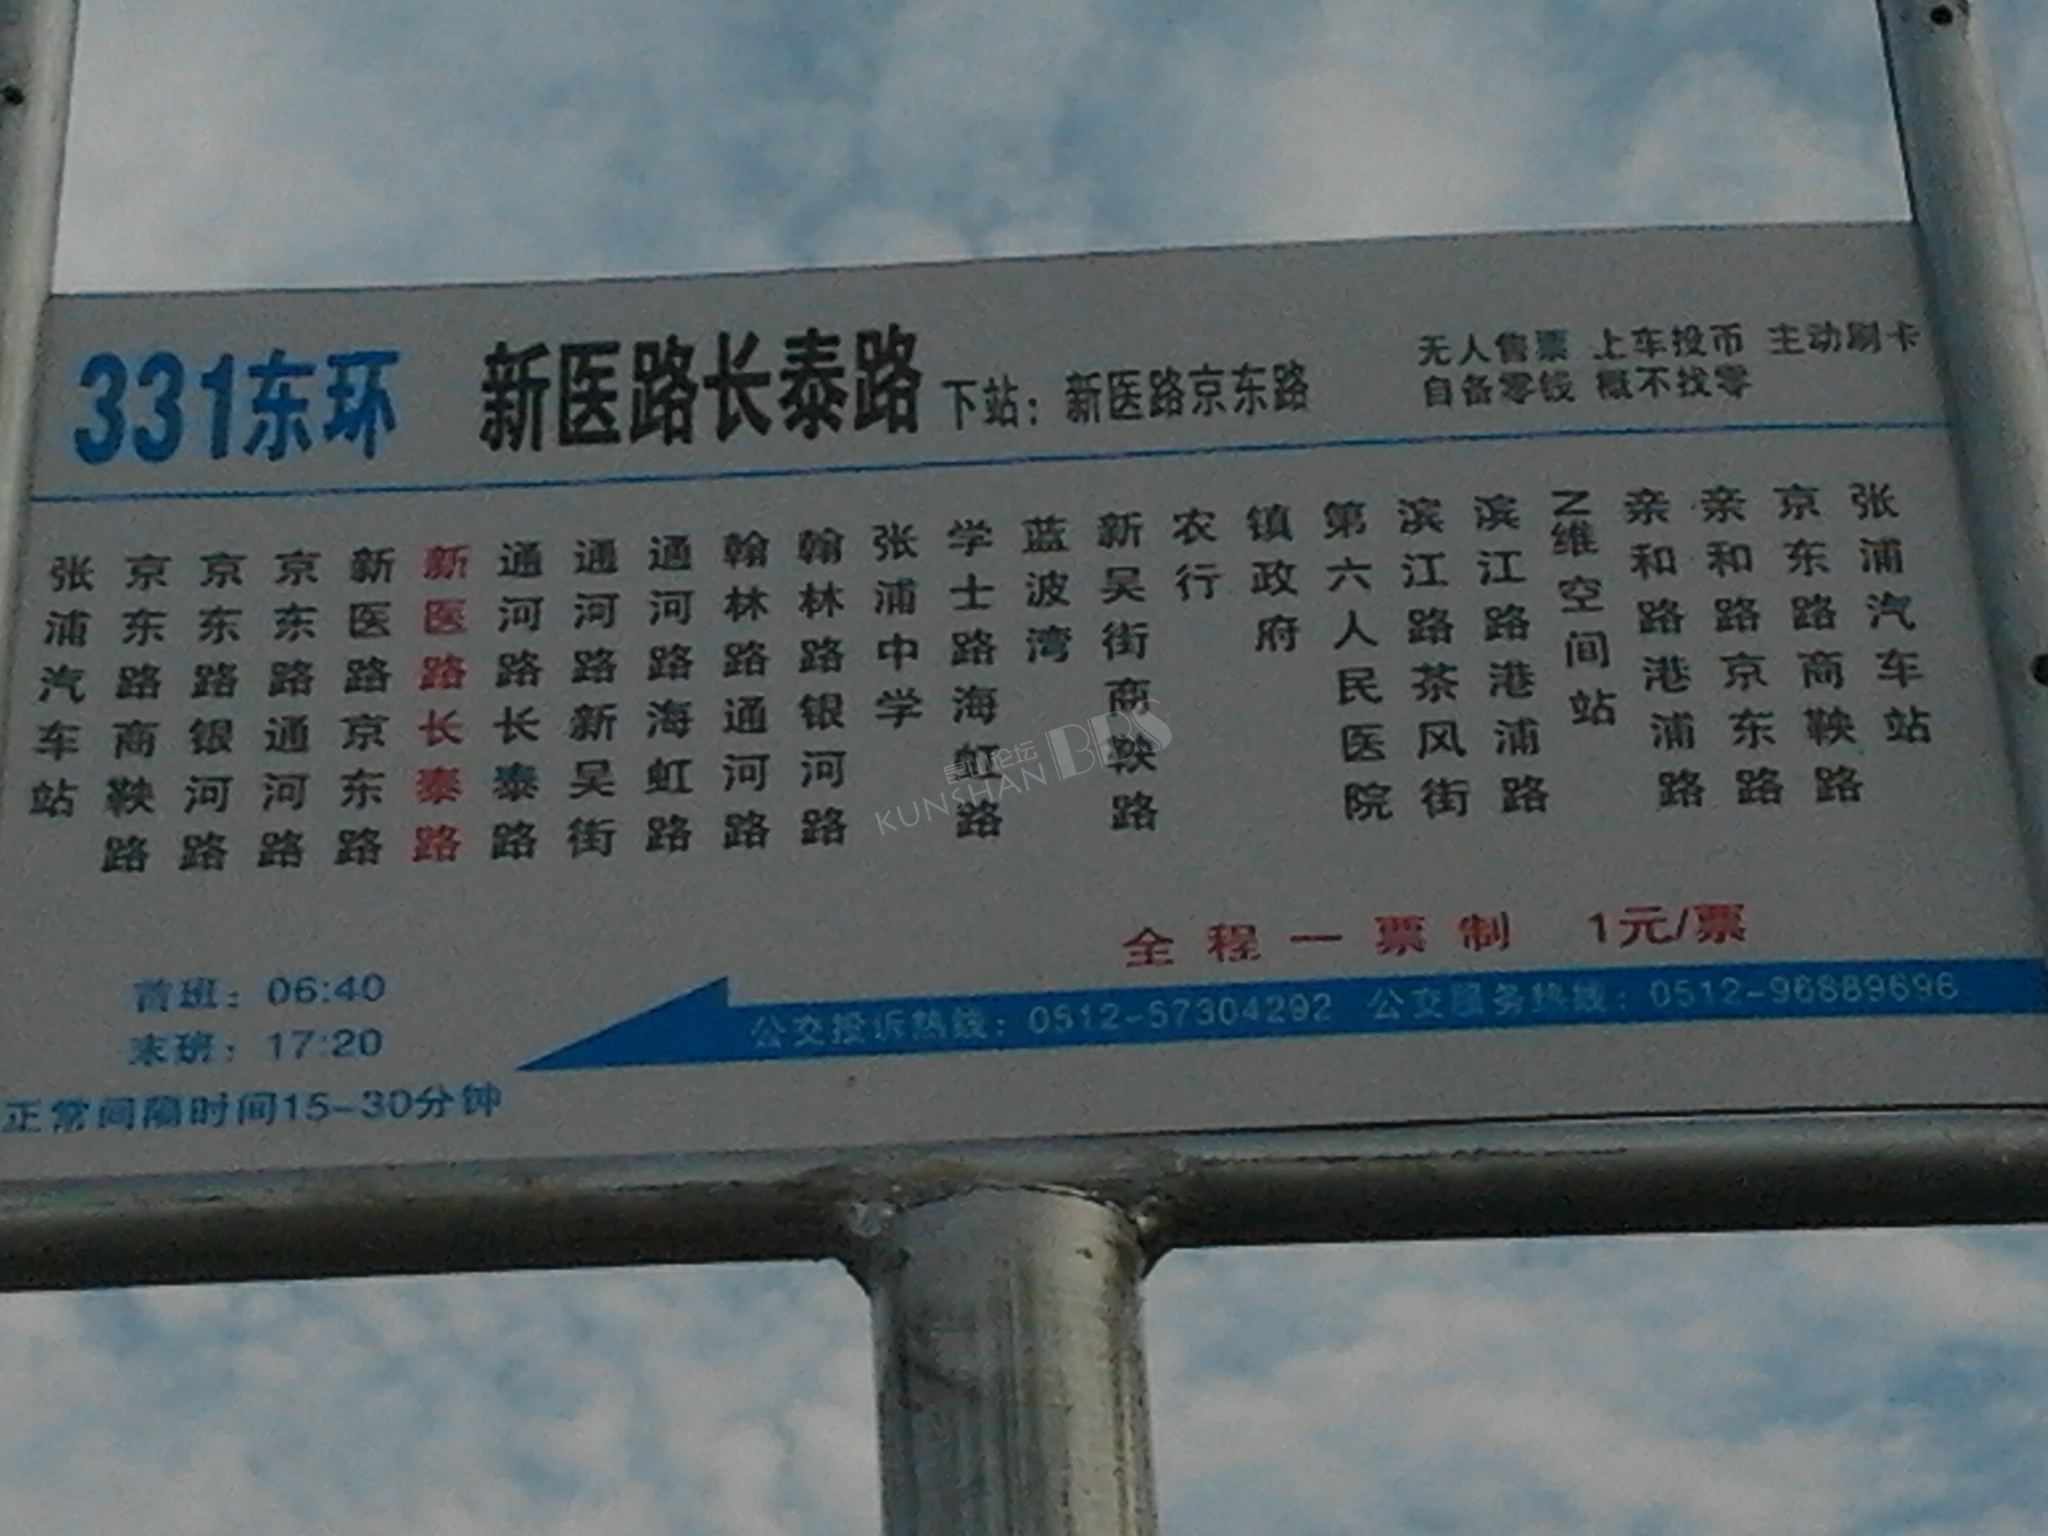 331东环 新医路长泰路 下站：新医路京东路
无人售票 上车投币 主动刷卡
自备零钱 概不找零
张浦汽车站
京东路商鞅路
京东路银河路
京东路通河路
新医路京东路
新医路长泰路
通河路长泰路
通河路新吴街
通河路海虹路
翰林路通河路
翰林路银河路
张浦中学
学士路海虹路
蓝波湾
新吴街商鞅路
农行
镇政府
第六人民医院
滨江路茶风街
滨江路港浦路
N维空间站
亲和路港浦路
亲和路京东路
京东路商鞅路
张浦汽车站
昆山论坛
KUNSHAN BBS
全程一票制 1元/票
首班：06:40
末班：17:20
正常间隔时间15-30分钟
公交投诉热线：0512-57304292 公交服务热线：0512-96889696